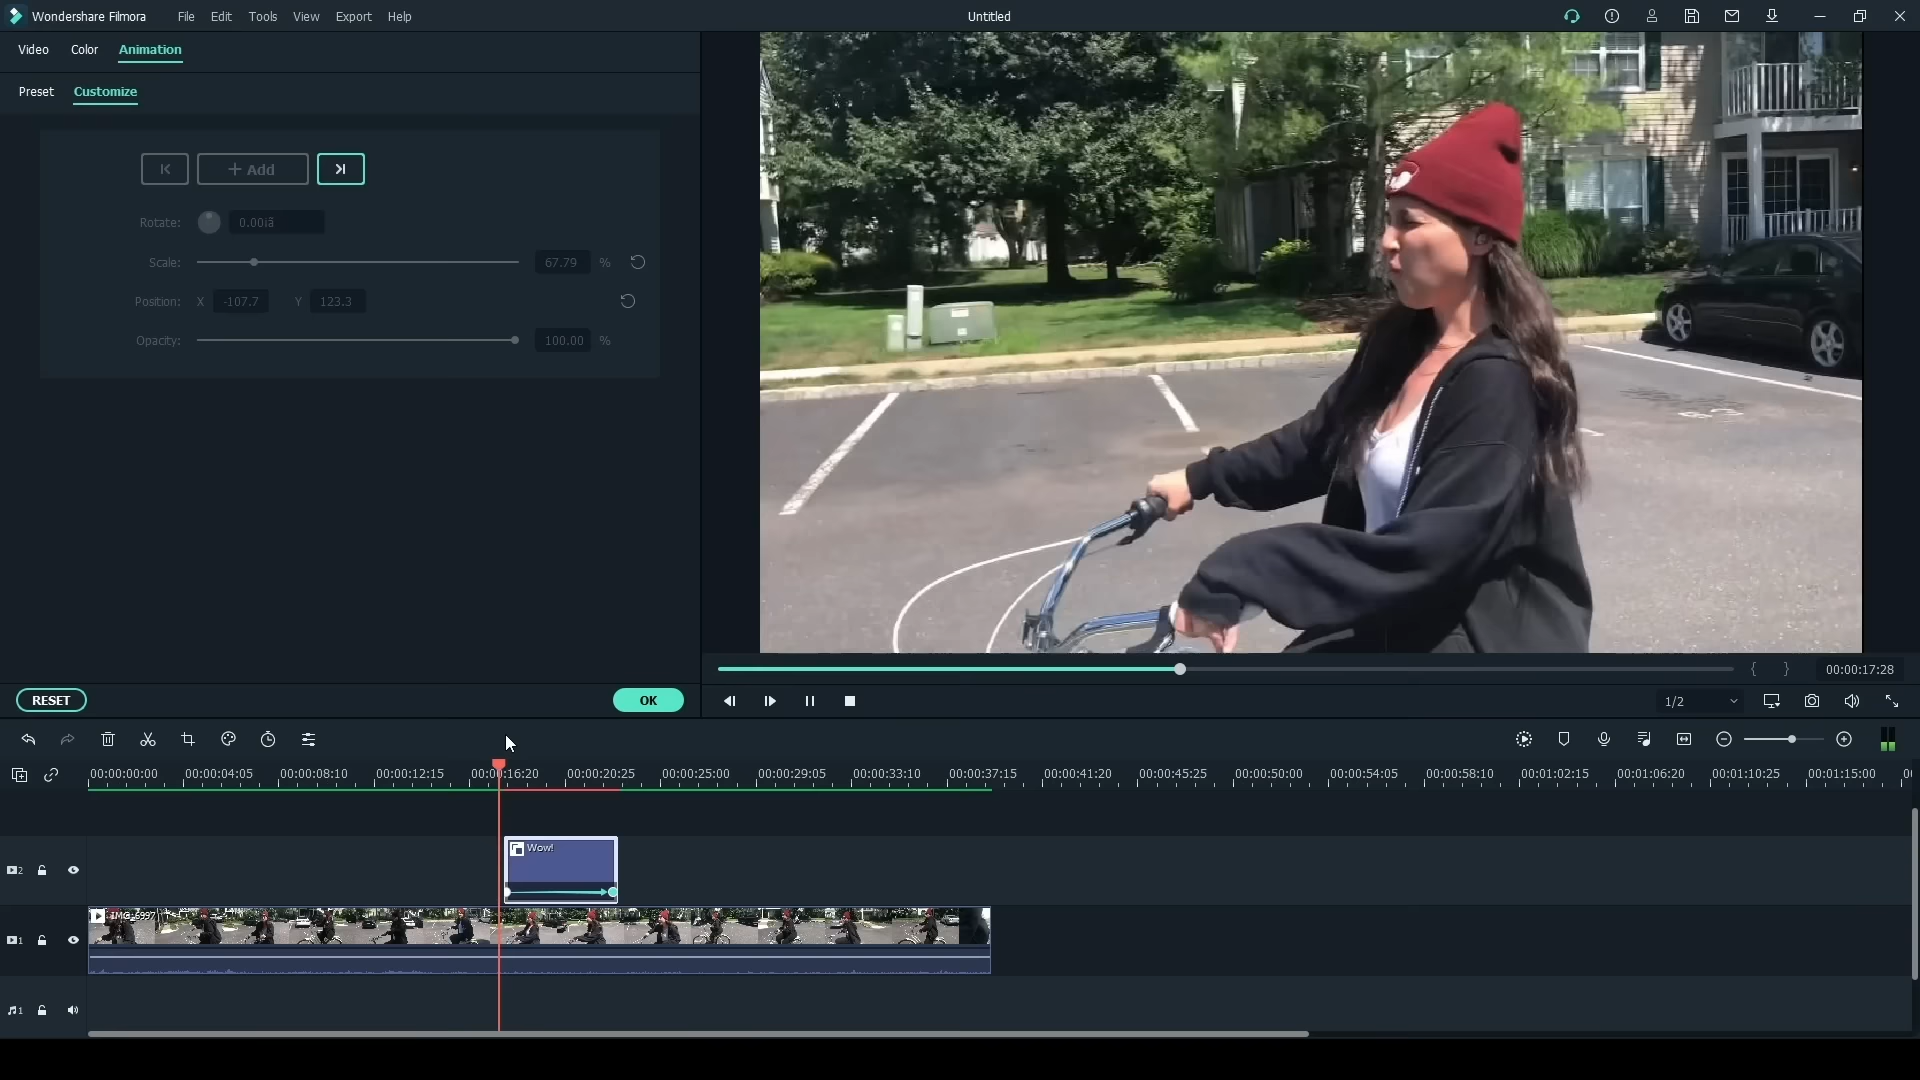 Wondershare Filmora File Edit Tools View Export Help Untitled
Video Color Animation
Preset Customize
+ Add
Rotate: 0.00iã
Scale: 67.79 %
Position: X -107.7 Y 123.3
Opacity: 100.00 %
{ } 00:00:17:28
RESET OK 1/2
00:00:00:00 00:00:04:05 00:00:08:10 00:00:12:15 00:00:16:20 00:00:20:25 00:00:25:00 00:00:29:05 00:00:33:10 00:00:37:15 00:00:41:20 00:00:45:25 00:00:50:00 00:00:54:05 00:00:58:10 00:01:02:15 00:01:06:20 00:01:10:25 00:01:15:00
Wow!
2
IMG_6997
1
1